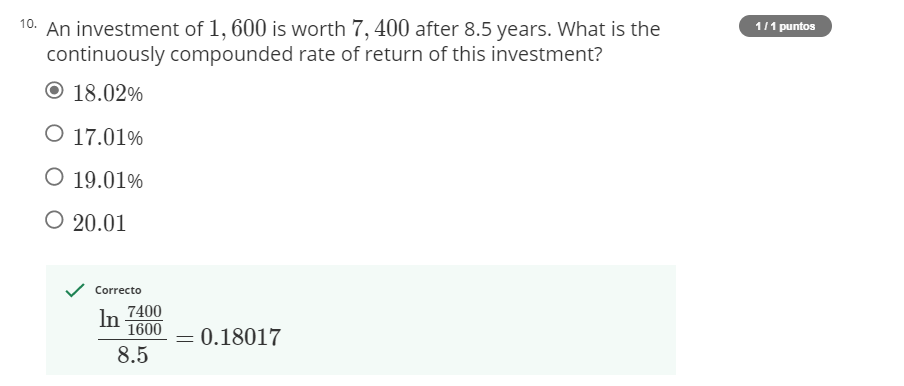 10. An investment of 1,600 is worth 7,400 after 8.5 years. What is the
continuously compounded rate of return of this investment?
1 / 1 puntos
18.02%
17.01%
19.01%
20.01
Correcto
ln 7400/1600
/ 8.5 = 0.18017